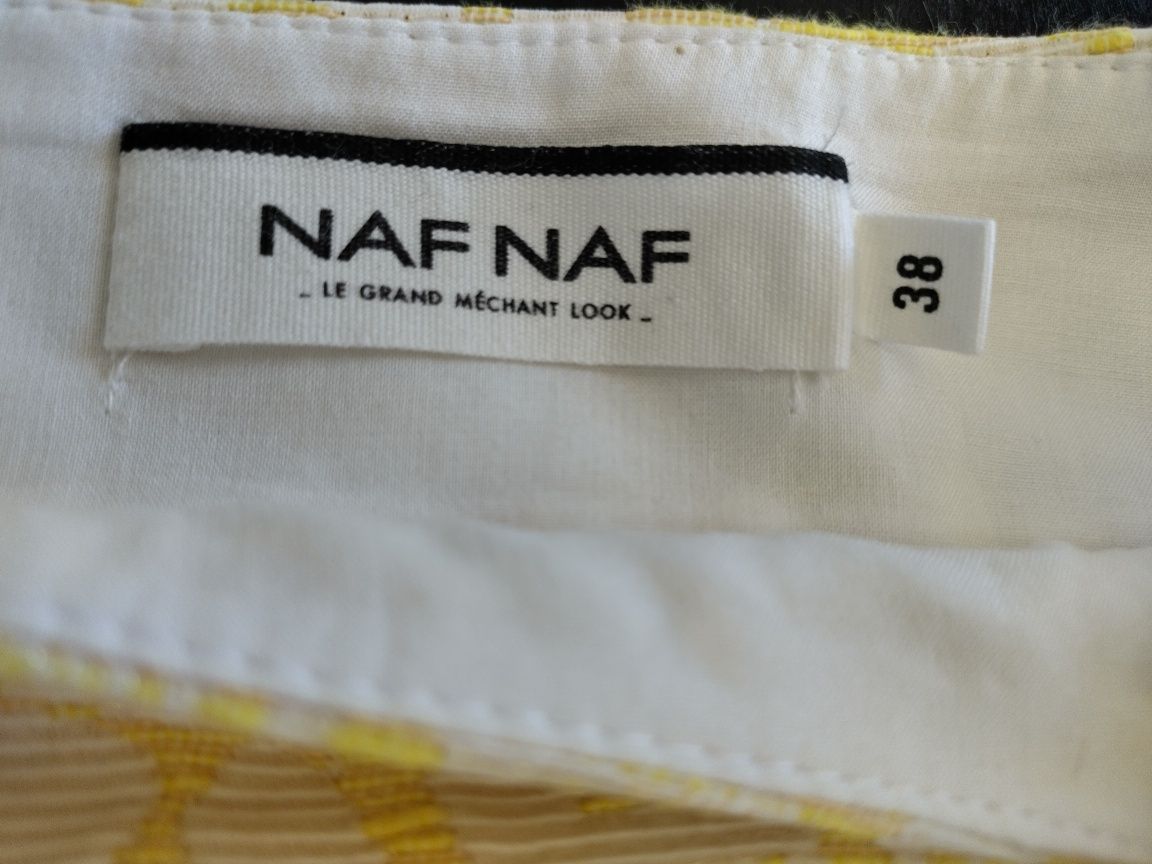 NAF NAF
- LE GRAND MÉCHANT LOOK -
38